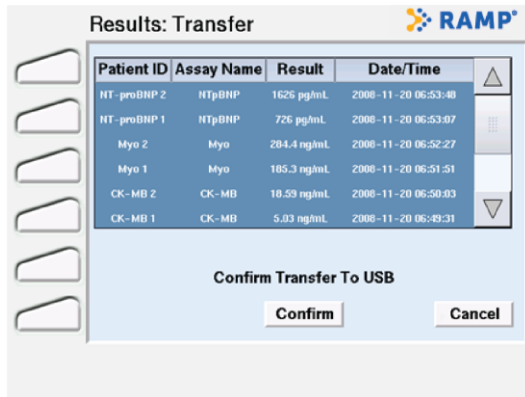 Results: Transfer
RAMP®
Patient ID Assay Name Result Date/Time
NT-proBNP 2 NTpBNP 1626 pg/mL 2008-11-20 06:53:48
NT-proBNP 1 NTpBNP 726 pg/mL 2008-11-20 06:53:07
Myo 2 Myo 284.4 ng/mL 2008-11-20 06:52:27
Myo 1 Myo 105.3 ng/mL 2008-11-20 06:51:51
CK-MB 2 CK-MB 18.59 ng/mL 2008-11-20 06:50:03
CK-MB 1 CK-MB 5.03 ng/mL 2008-11-20 06:49:31
Confirm Transfer To USB
Confirm Cancel